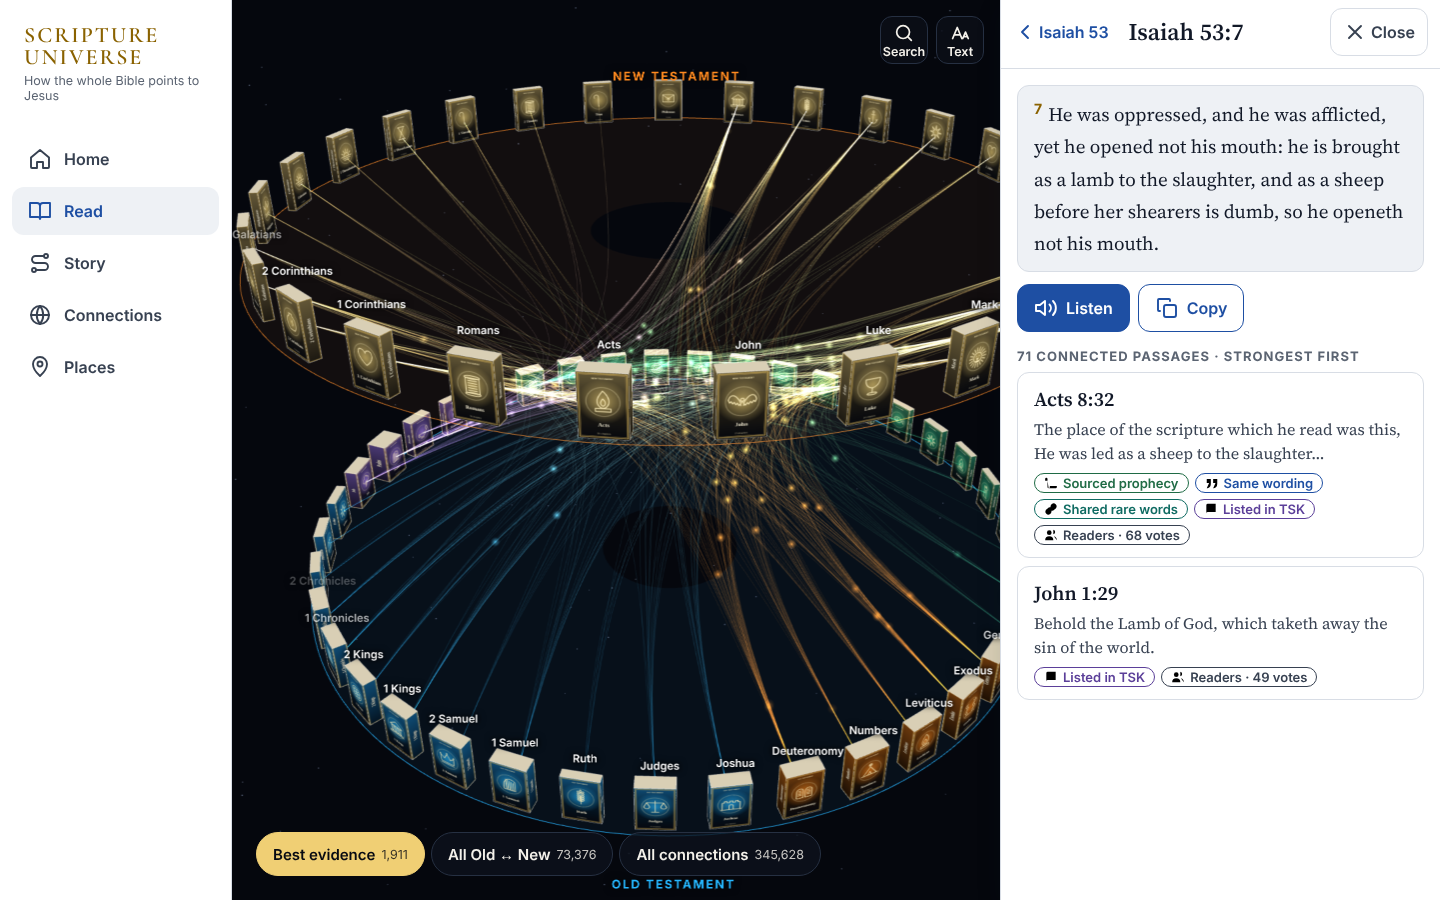 SCRIPTURE
UNIVERSE
How the whole Bible points to
Jesus
Home
Read
Story
Connections
Places
Search
Text
NEW TESTAMENT
Galatians
2 Corinthians
1 Corinthians
Romans
Acts
John
Luke
Mark
2 Chronicles
1 Chronicles
2 Kings
1 Kings
2 Samuel
1 Samuel
Ruth
Judges
Joshua
Deuteronomy
Numbers
Leviticus
Exodus
Ge
Best evidence 1,911
All Old ↔ New 73,376
All connections 345,628
OLD TESTAMENT
Isaiah 53
Isaiah 53:7
Close
7 He was oppressed, and he was afflicted,
yet he opened not his mouth: he is brought
as a lamb to the slaughter, and as a sheep
before her shearers is dumb, so he openeth
not his mouth.
Listen
Copy
71 CONNECTED PASSAGES · STRONGEST FIRST
Acts 8:32
The place of the scripture which he read was this,
He was led as a sheep to the slaughter...
Sourced prophecy
Same wording
Shared rare words
Listed in TSK
Readers · 68 votes
John 1:29
Behold the Lamb of God, which taketh away the
sin of the world.
Listed in TSK
Readers · 49 votes